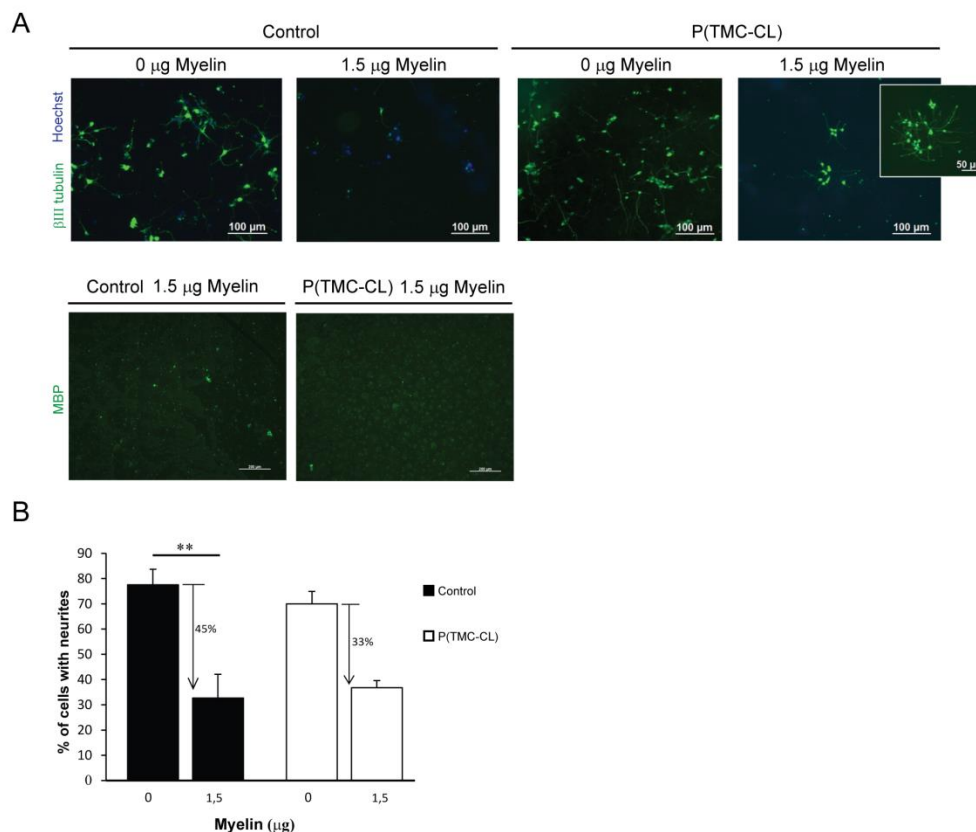 A
Control
P(TMC-CL)
0 μg Myelin
1.5 μg Myelin
0 μg Myelin
1.5 μg Myelin
βIII tubulin Hoechst
100 μm
100 μm
100 μm
100 μm
50 μ
Control 1.5 μg Myelin
P(TMC-CL) 1.5 μg Myelin
MBP
B
% of cells with neurites
90
80
70
60
50
40
30
20
10
0
**
45%
33%
Control
P(TMC-CL)
0
1,5
0
1,5
Myelin (μg)